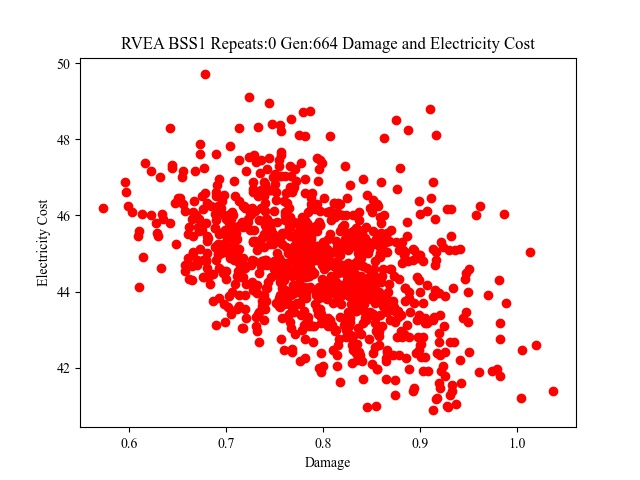 RVEA BSS1 Repeats:0 Gen:664 Damage and Electricity Cost
50
48
46
44
42
Electricity Cost
0.6 0.7 0.8 0.9 1.0
Damage